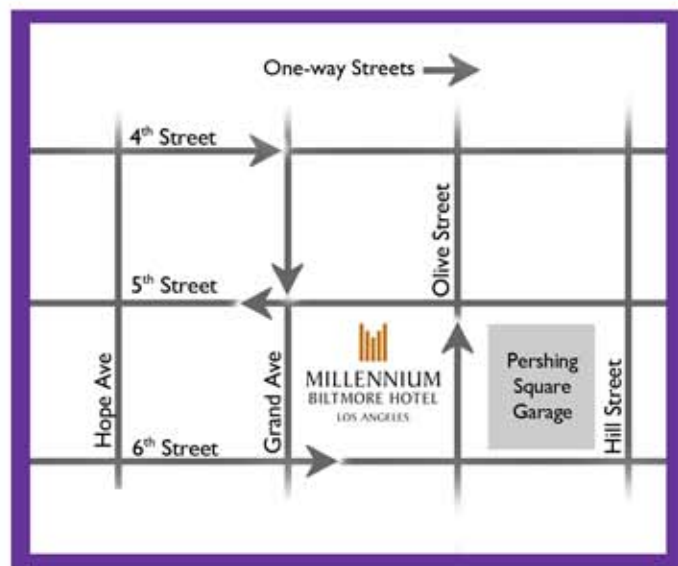 One-way Streets
4th Street
Olive Street
5th Street
Hope Ave
Grand Ave
MILLENNIUM
BILTMORE HOTEL
LOS ANGELES
Pershing
Square
Garage
Hill Street
6th Street